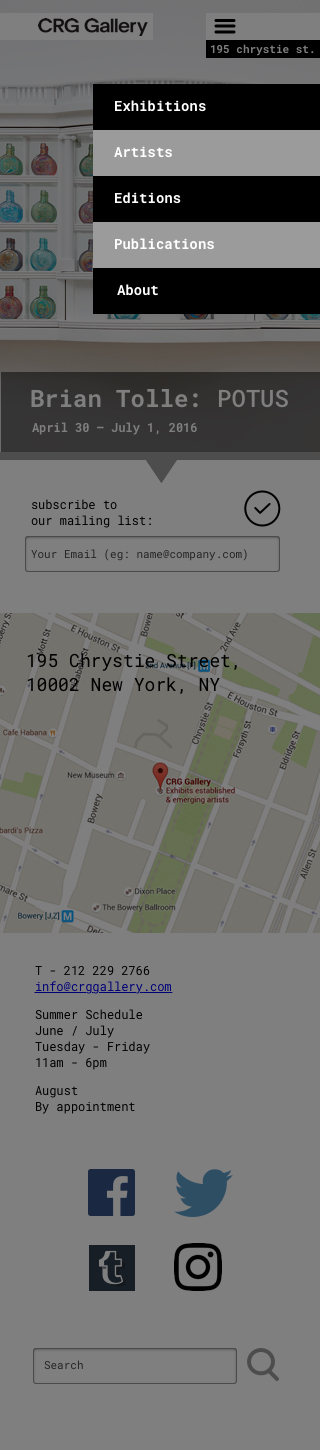 CRG Gallery
195 chrystie st.
Exhibitions
Artists
Editions
Publications
About
Brian Tolle: POTUS
April 30 – July 1, 2016
subscribe to
our mailing list:
Your Email (eg: name@company.com)
195 Chrystie Street,
10002 New York, NY
E Houston St
Mott St
Bowery
2nd Ave
E Houston St
Chrystie St
Forsyth St
Eldridge St
Cafe Habana
New Museum
CRG Gallery
Exhibits established
& emerging artists
Bowery
Allen St
Dixon Place
The Bowery Ballroom
Bowery [J,Z] M
T - 212 229 2766
info@crggallery.com
Summer Schedule
June / July
Tuesday - Friday
11am - 6pm
August
By appointment
Search